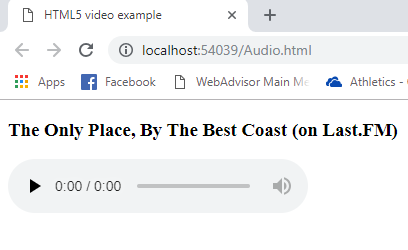 HTML5 video example
localhost:54039/Audio.html
Apps Facebook WebAdvisor Main Me Athletics -
The Only Place, By The Best Coast (on Last.FM)
0:00 / 0:00